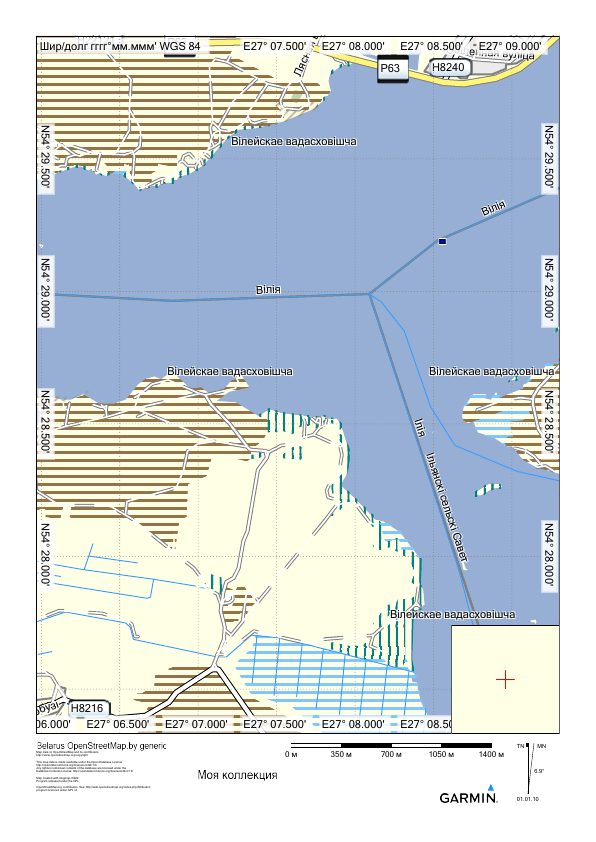 Шир/долг гггг°мм.ммм' WGS 84
E27° 07.500'
E27° 08.000'
E27° 08.500'
E27° 09.000'
P63
H8240
вуліца
N54° 29.500'
Вілейскае вадасховішча
N54° 29.500'
Вілія
N54° 29.000'
Вілія
N54° 29.000'
Вілейскае вадасховішча
Вілейскае вадасховішча
N54° 28.500'
Ілія
Ільянскі сельскі Савет
N54° 28.500'
N54° 28.000'
N54° 28.000'
Вілейскае вадасховішча
H8216
06.000'
E27° 06.500'
E27° 07.000'
E27° 07.500'
E27° 08.000'
E27° 08.50
Belarus OpenStreetMap.by generic
0 m
350 m
700 m
1050 m
1400 m
TN
MN
6.9°
Моя коллекция
GARMIN
01.01.10